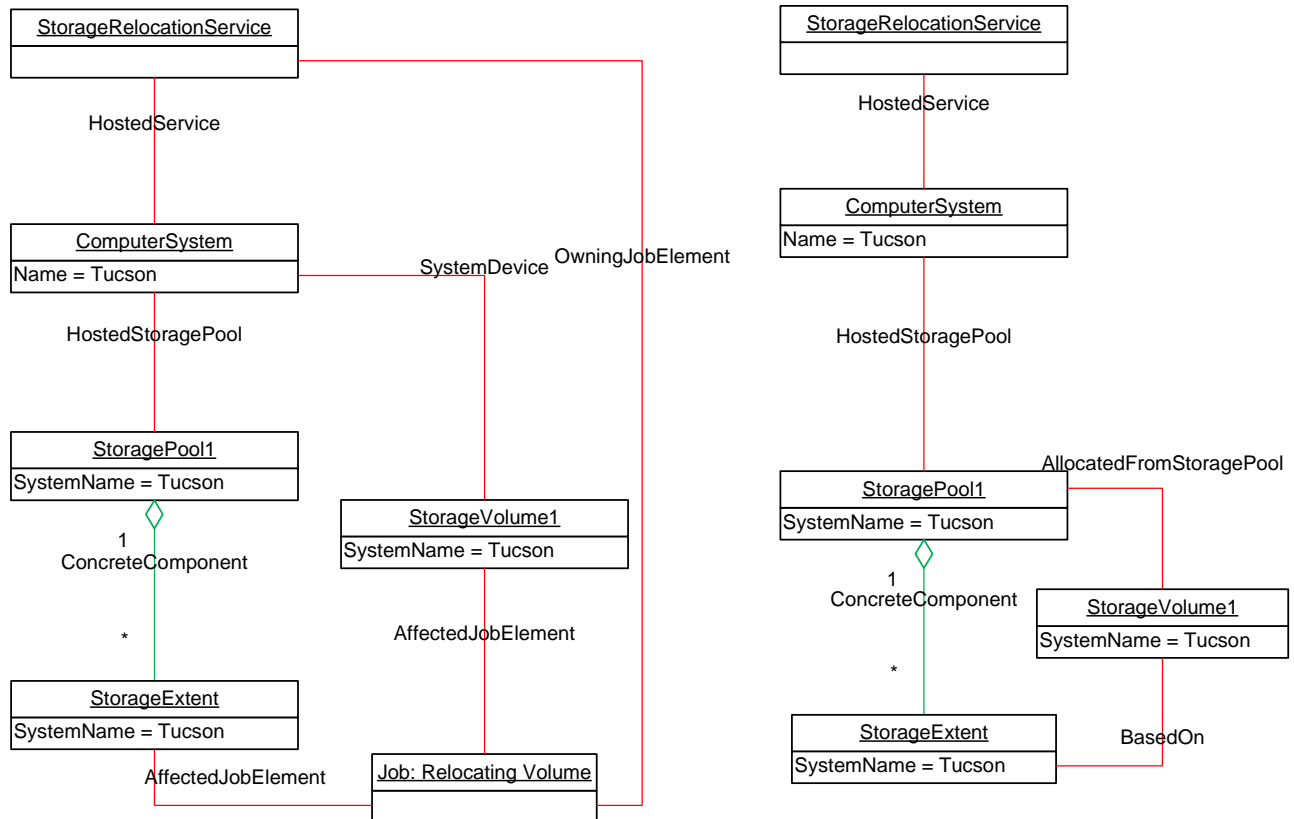 StorageRelocationService
HostedService
ComputerSystem
Name = Tucson
SystemDevice
OwningJobElement
HostedStoragePool
StoragePool1
SystemName = Tucson
1
ConcreteComponent
*
StorageVolume1
SystemName = Tucson
AffectedJobElement
StorageExtent
SystemName = Tucson
AffectedJobElement
Job: Relocating Volume
StorageRelocationService
HostedService
ComputerSystem
Name = Tucson
HostedStoragePool
AllocatedFromStoragePool
StoragePool1
SystemName = Tucson
1
ConcreteComponent
*
StorageVolume1
SystemName = Tucson
StorageExtent
SystemName = Tucson
BasedOn